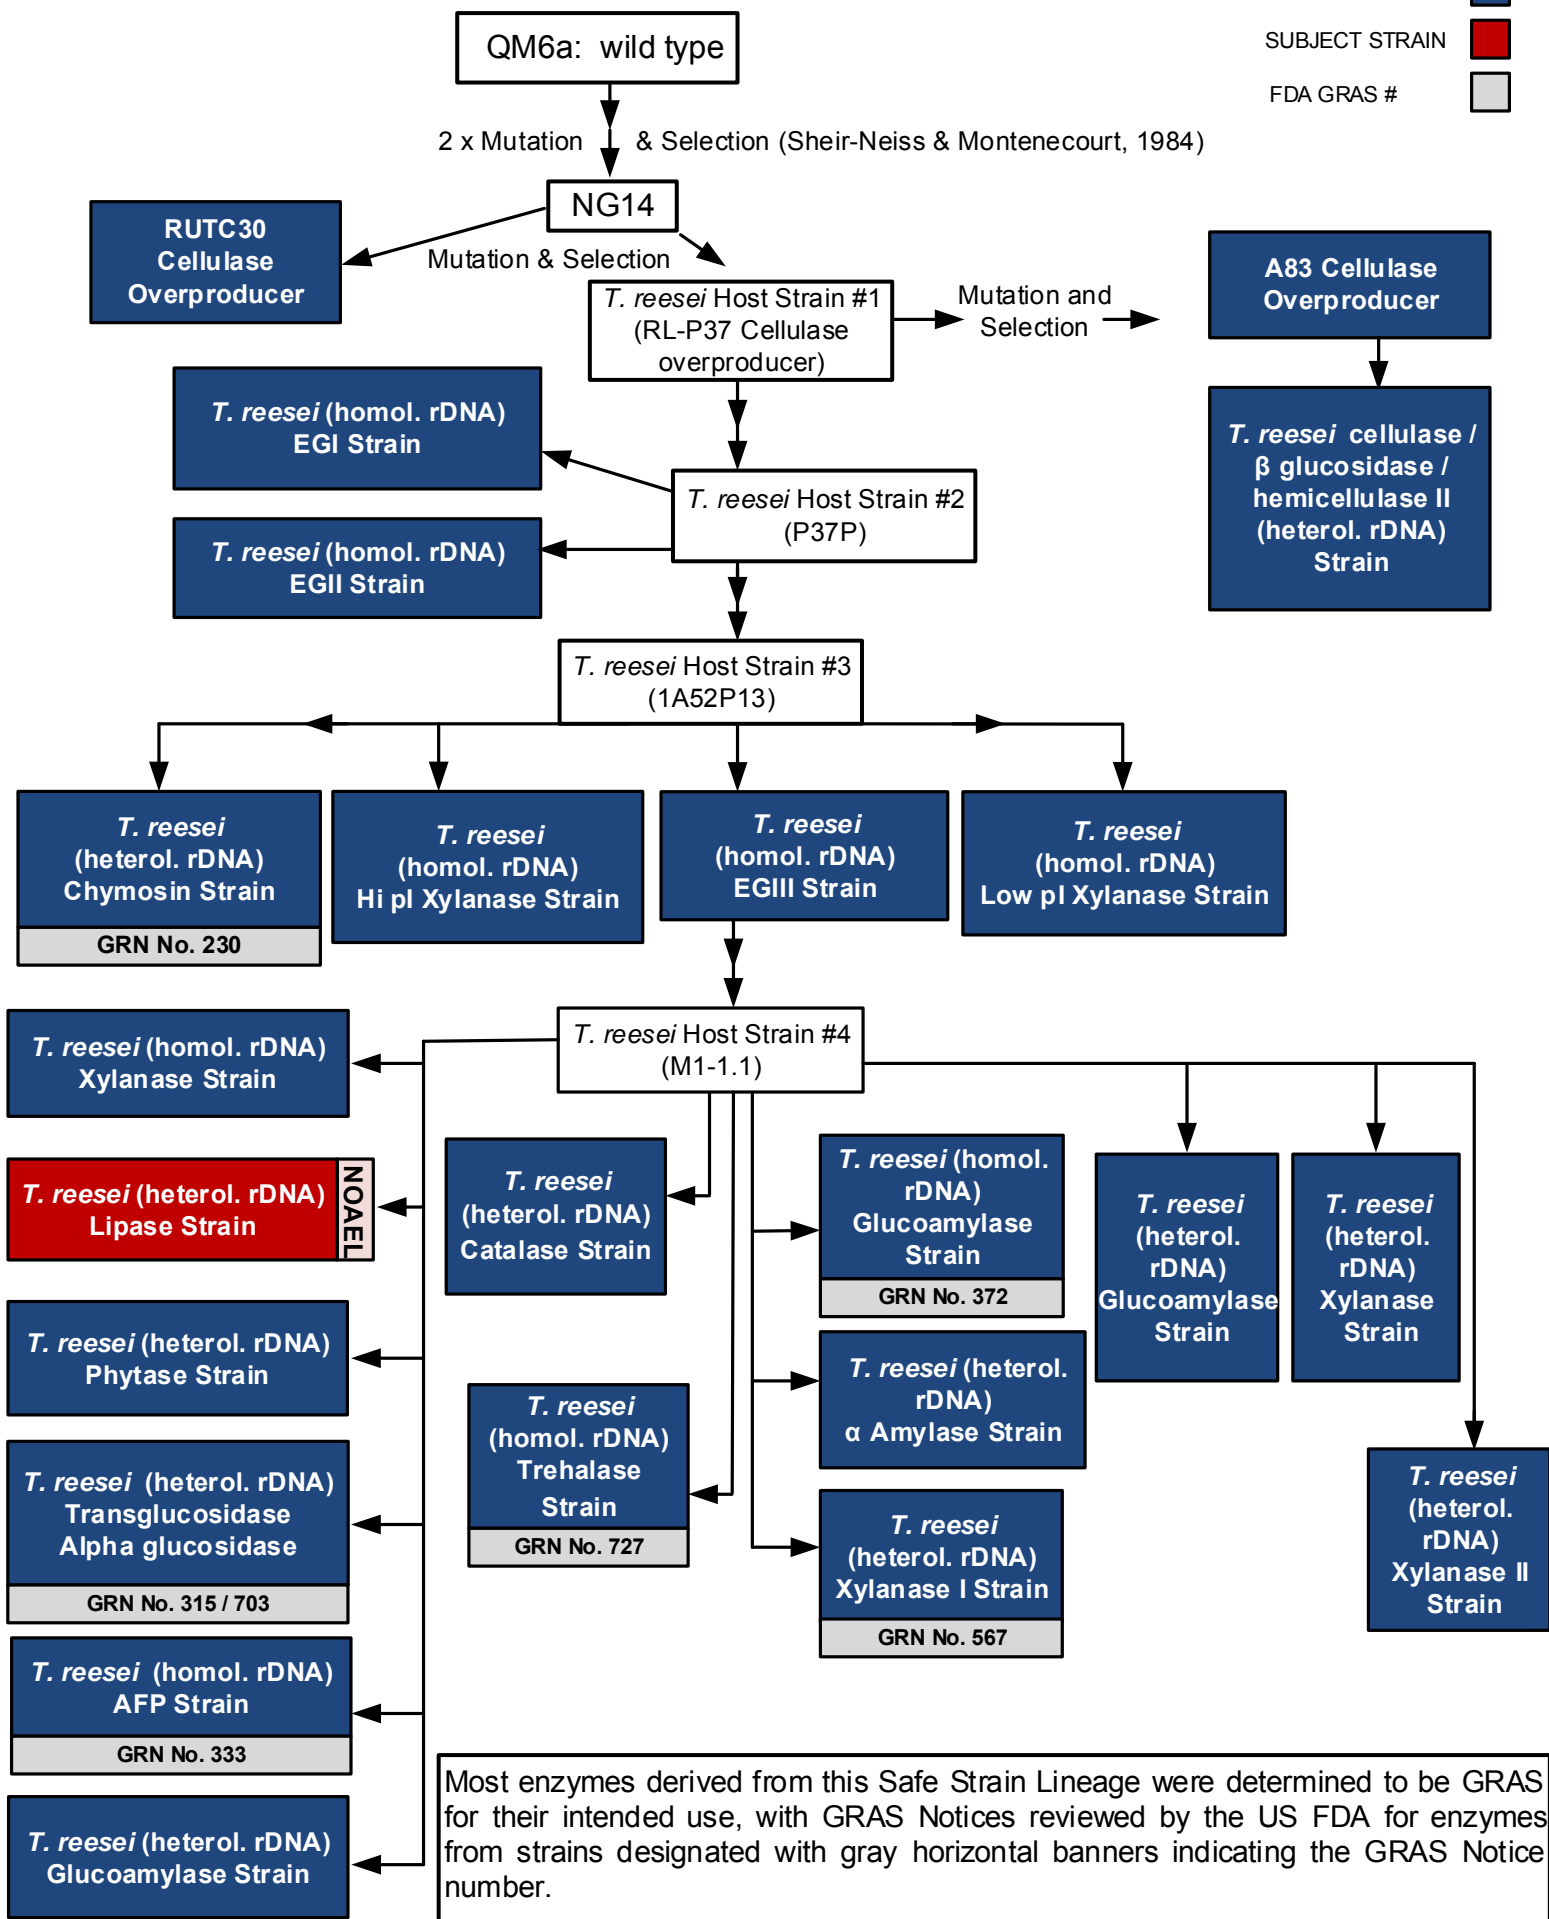 QM6a: wild type
SUBJECT STRAIN
FDA GRAS #
2 x Mutation & Selection (Sheir-Neiss & Montenecourt, 1984)
NG14
RUTC30
Cellulase
Overproducer
Mutation & Selection
T. reesei Host Strain #1
(RL-P37 Cellulase
overproducer)
Mutation and
Selection
A83 Cellulase
Overproducer
T. reesei cellulase /
β glucosidase /
hemicellulase II
(heterol. rDNA)
Strain
T. reesei (homol. rDNA)
EGI Strain
T. reesei Host Strain #2
(P37P)
T. reesei (homol. rDNA)
EGII Strain
T. reesei Host Strain #3
(1A52P13)
T. reesei
(heterol. rDNA)
Chymosin Strain
GRN No. 230
T. reesei
(homol. rDNA)
Hi pI Xylanase Strain
T. reesei
(homol. rDNA)
EGIII Strain
T. reesei
(homol. rDNA)
Low pI Xylanase Strain
T. reesei Host Strain #4
(M1-1.1)
T. reesei (homol. rDNA)
Xylanase Strain
T. reesei (heterol. rDNA)
Lipase Strain
NOAEL
T. reesei (heterol. rDNA)
Phytase Strain
T. reesei (heterol. rDNA)
Transglucosidase
Alpha glucosidase
GRN No. 315 / 703
T. reesei (homol. rDNA)
AFP Strain
GRN No. 333
T. reesei (heterol. rDNA)
Glucoamylase Strain
T. reesei
(heterol. rDNA)
Catalase Strain
T. reesei
(homol. rDNA)
Trehalase
Strain
GRN No. 727
T. reesei (homol.
rDNA)
Glucoamylase
Strain
GRN No. 372
T. reesei (heterol.
rDNA)
α Amylase Strain
T. reesei
(heterol. rDNA)
Xylanase I Strain
GRN No. 567
T. reesei
(heterol.
rDNA)
Glucoamylase
Strain
T. reesei
(heterol.
rDNA)
Xylanase
Strain
T. reesei
(heterol.
rDNA)
Xylanase II
Strain
Most enzymes derived from this Safe Strain Lineage were determined to be GRAS
for their intended use, with GRAS Notices reviewed by the US FDA for enzymes
from strains designated with gray horizontal banners indicating the GRAS Notice
number.